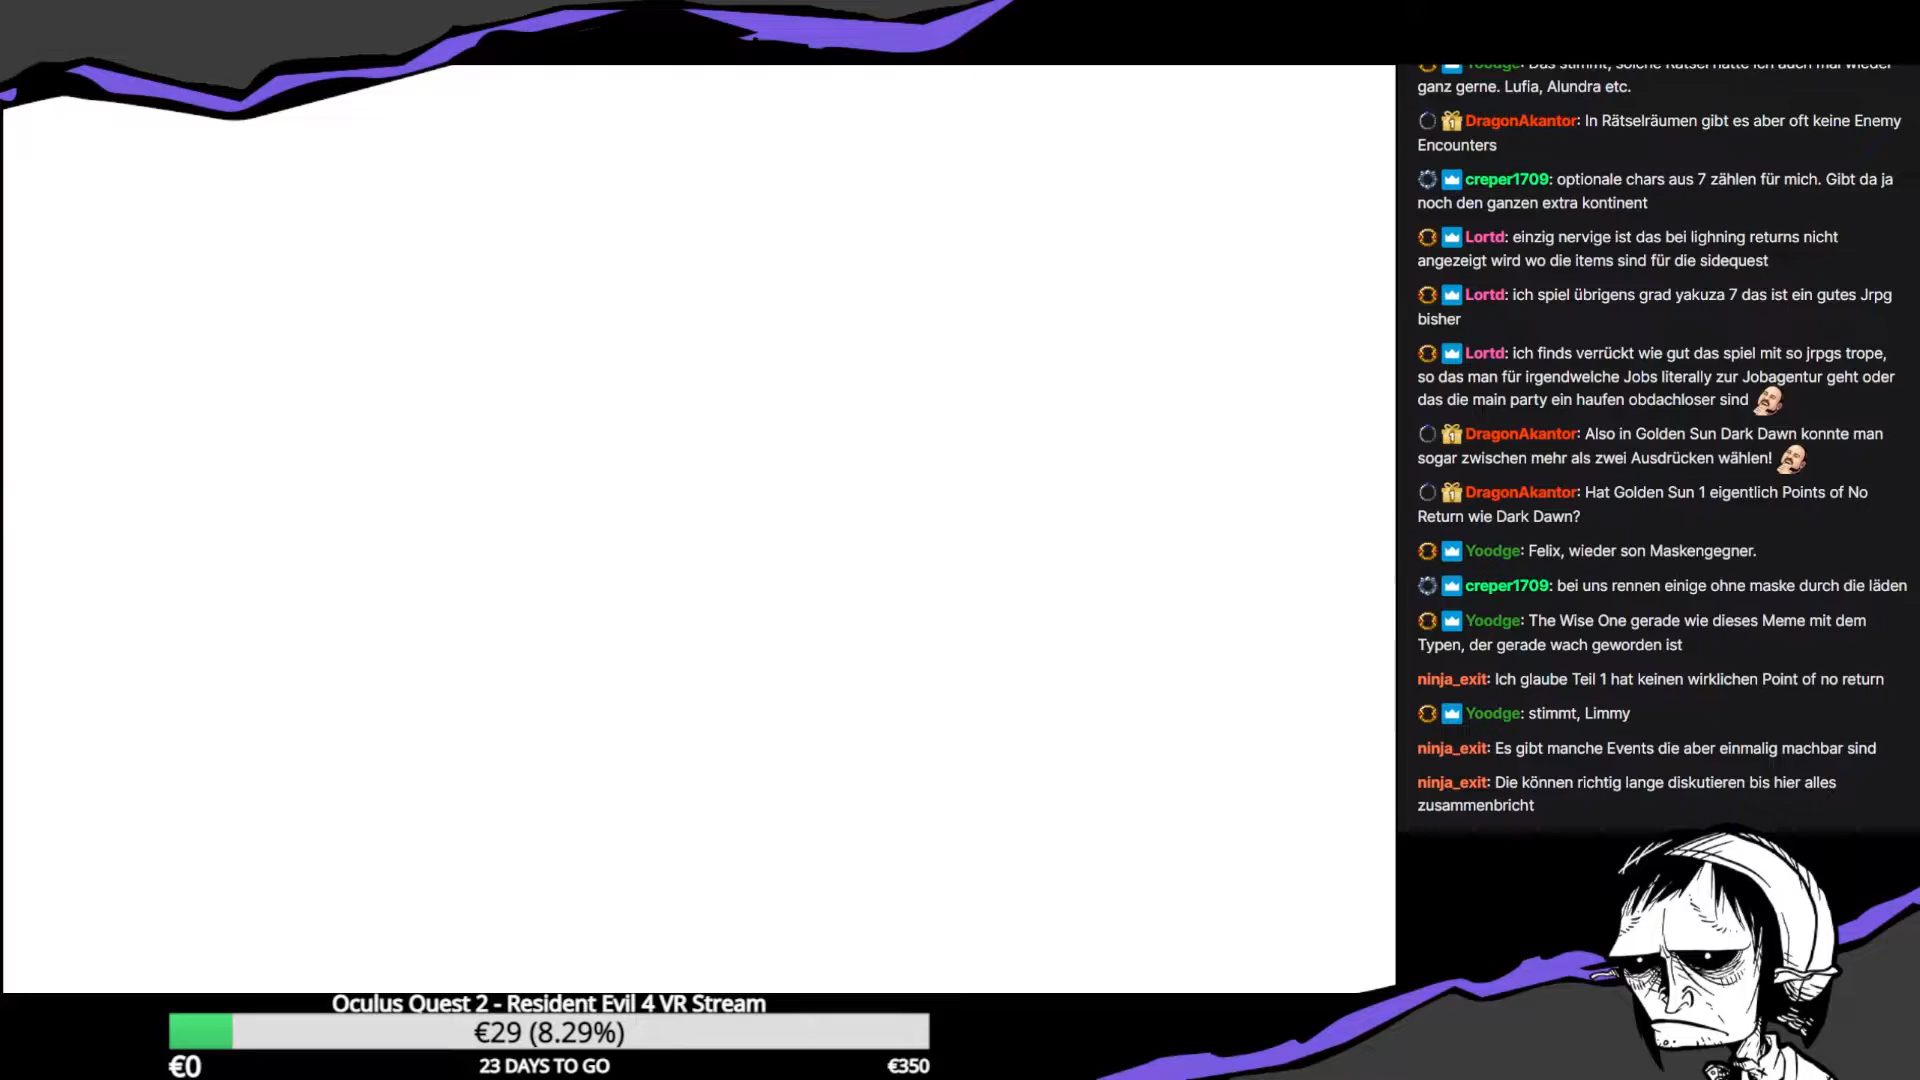 Yoodge: Das stimmt, solche Rätsel hätte ich auch mal wieder
ganz gerne. Lufia, Alundra etc.
DragonAkantor: In Rätselräumen gibt es aber oft keine Enemy
Encounters
creper1709: optionale chars aus 7 zählen für mich. Gibt da ja
noch den ganzen extra kontinent
Lortd: einzig nervige ist das bei lighning returns nicht
angezeigt wird wo die items sind für die sidequest
Lortd: ich spiel übrigens grad yakuza 7 das ist ein gutes Jrpg
bisher
Lortd: ich finds verrückt wie gut das spiel mit so jrpgs trope,
so das man für irgendwelche Jobs literally zur Jobagentur geht oder
das die main party ein haufen obdachloser sind
DragonAkantor: Also in Golden Sun Dark Dawn konnte man
sogar zwischen mehr als zwei Ausdrücken wählen!
DragonAkantor: Hat Golden Sun 1 eigentlich Points of No
Return wie Dark Dawn?
Yoodge: Felix, wieder son Maskengegner.
creper1709: bei uns rennen einige ohne maske durch die läden
Yoodge: The Wise One gerade wie dieses Meme mit dem
Typen, der gerade wach geworden ist
ninja_exit: Ich glaube Teil 1 hat keinen wirklichen Point of no return
Yoodge: stimmt, Limmy
ninja_exit: Es gibt manche Events die aber einmalig machbar sind
ninja_exit: Die können richtig lange diskutieren bis hier alles
zusammenbricht
Oculus Quest 2 - Resident Evil 4 VR Stream
€29 (8.29%)
€0 23 DAYS TO GO €350